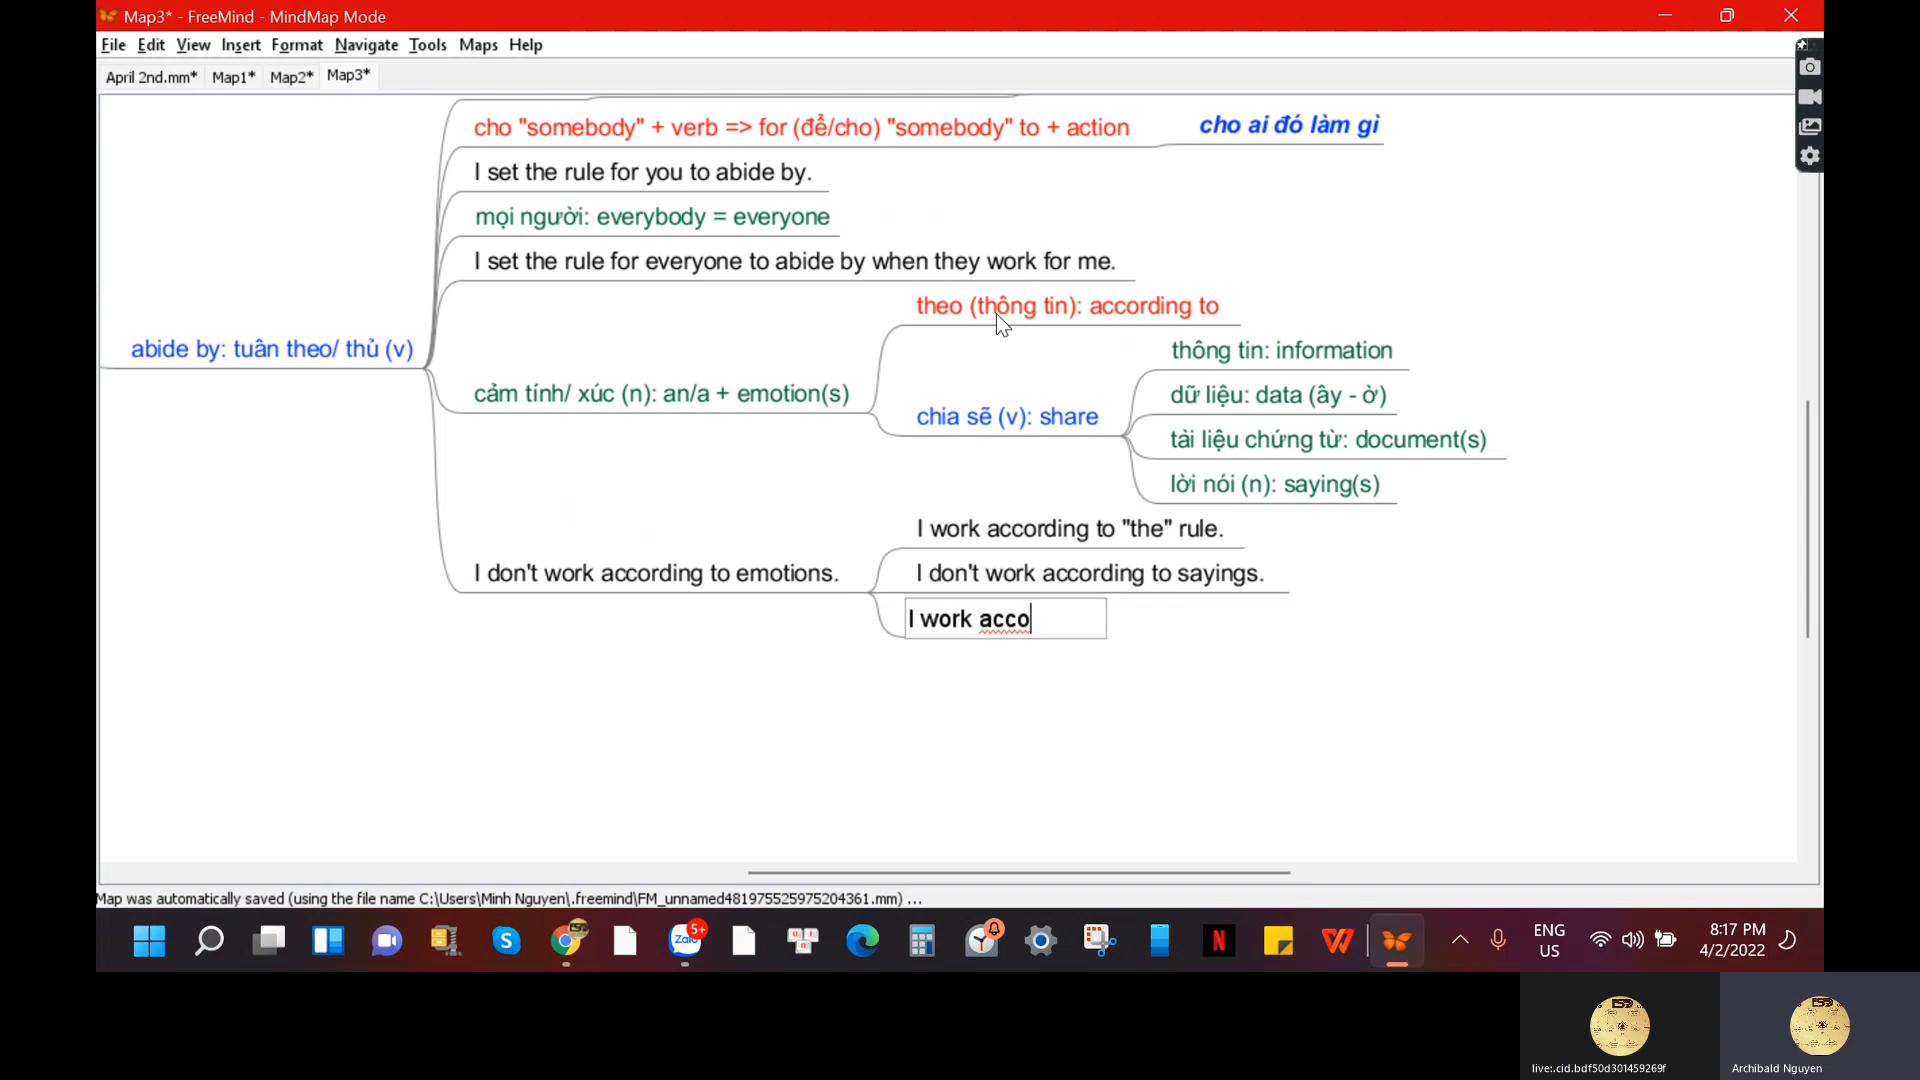 Map3* - FreeMind - MindMap Mode
File Edit View Insert Format Navigate Tools Maps Help
April 2nd.mm* Map1* Map2* Map3*
cho "somebody" + verb => for (để/cho) "somebody" to + action
cho ai đó làm gì
I set the rule for you to abide by.
mọi người: everybody = everyone
I set the rule for everyone to abide by when they work for me.
theo (thông tin): according to
abide by: tuân theo/ thủ (v)
thông tin: information
cảm tính/ xúc (n): an/a + emotion(s)
dữ liệu: data (ây - ờ)
chia sẽ (v): share
tài liệu chứng từ: document(s)
lời nói (n): saying(s)
I work according to "the" rule.
I don't work according to emotions.
I don't work according to sayings.
I work acco
Map was automatically saved (using the file name C:\Users\Minh Nguyen\.freemind\FM_unnamed481975525975204361.mm) ...
Zalo
5+
ENG
US
8:17 PM
4/2/2022
live:.cid.bdf50d301459269f
Archibald Nguyen